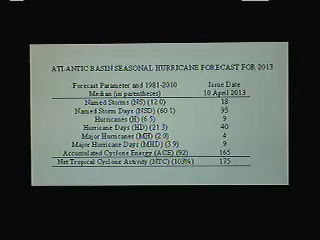 ATLANTIC BASIN SEASONAL HURRICANE FORECAST FOR 2013
Forecast Parameter and 1981-2010 Issue Date
Median (in parentheses) 10 April 2013
Named Storms (NS) (12.0) 18
Named Storm Days (NSD) (60.1) 95
Hurricanes (H) (6.5) 9
Hurricane Days (HD) (21.3) 40
Major Hurricanes (MH) (2.0) 4
Major Hurricane Days (MHD) (3.9) 9
Accumulated Cyclone Energy (ACE) (92) 165
Net Tropical Cyclone Activity (NTC) (103%) 175